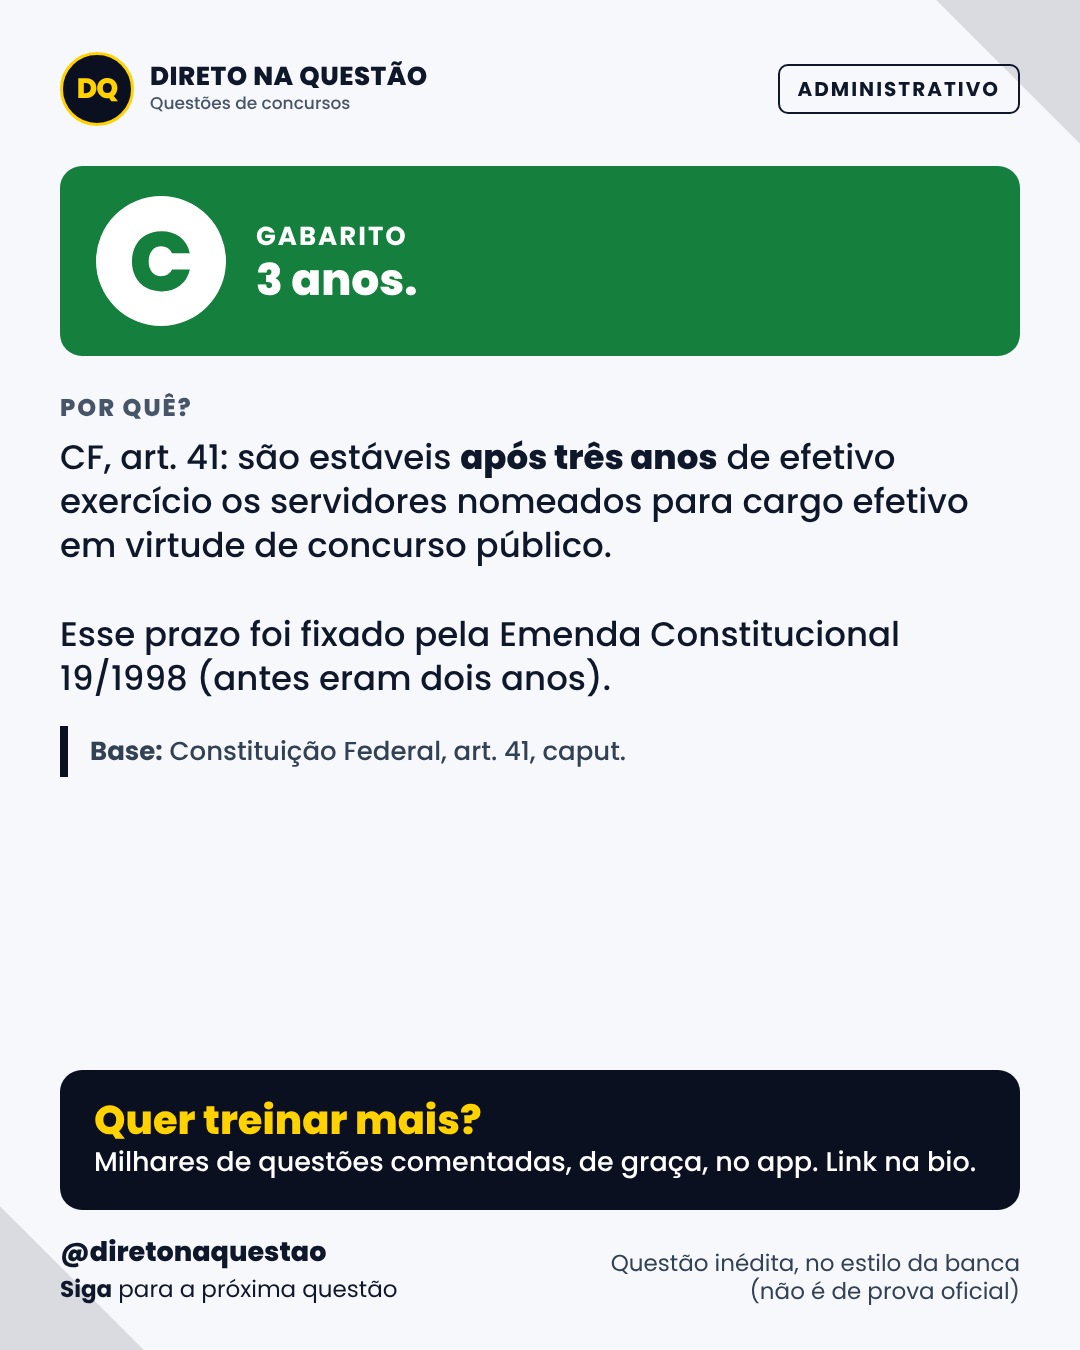 DQ
DIRETO NA QUESTÃO
Questões de concursos
ADMINISTRATIVO
C
GABARITO
3 anos.
POR QUÊ?
CF, art. 41: são estáveis após três anos de efetivo
exercício os servidores nomeados para cargo efetivo
em virtude de concurso público.
Esse prazo foi fixado pela Emenda Constitucional
19/1998 (antes eram dois anos).
Base: Constituição Federal, art. 41, caput.
Quer treinar mais?
Milhares de questões comentadas, de graça, no app. Link na bio.
@diretonaquestao
Siga para a próxima questão
Questão inédita, no estilo da banca
(não é de prova oficial)